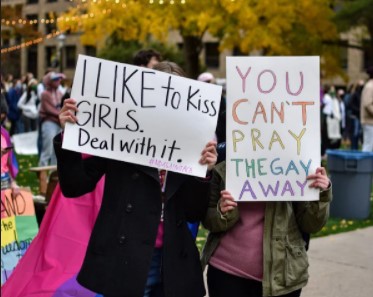 I LIKE to Kiss
GIRLS.
Deal with it.
YOU
CAN'T
PRAY
THE GAY
AWAY